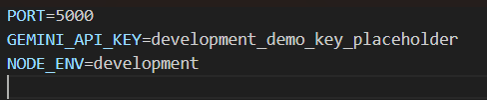 PORT=5000
GEMINI_API_KEY=development_demo_key_placeholder
NODE_ENV=development